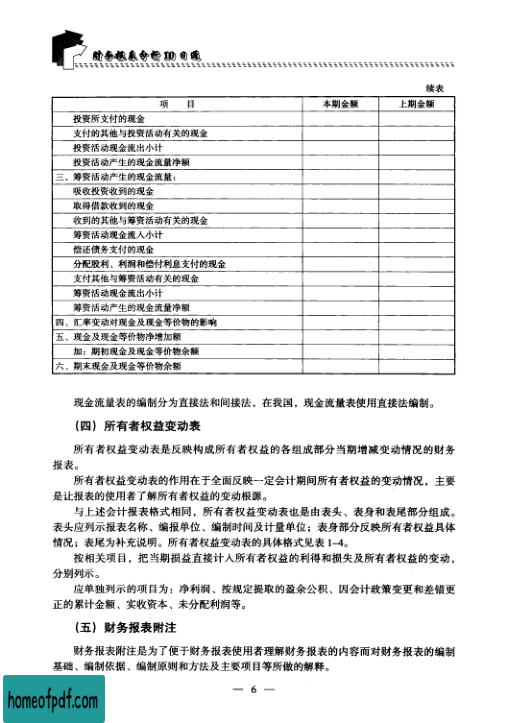 财务报表分析10日通
续表
项 目 本期金额 上期金额
投资所支付的现金
支付的其他与投资活动有关的现金
投资活动现金流出小计
投资活动产生的现金流量净额
三、筹资活动产生的现金流量：
吸收投资收到的现金
取得借款收到的现金
收到的其他与筹资活动有关的现金
筹资活动现金流入小计
偿还债务支付的现金
分配股利、利润和偿付利息支付的现金
支付其他与筹资活动有关的现金
筹资活动现金流出小计
筹资活动产生的现金流量净额
四、汇率变动对现金及现金等价物的影响
五、现金及现金等价物净增加额
加：期初现金及现金等价物余额
六、期末现金及现金等价物余额
现金流量表的编制分为直接法和间接法，在我国，现金流量表使用直接法编制。
（四）所有者权益变动表
所有者权益变动表是反映构成所有者权益的各组成部分当期增减变动情况的财务
报表。
所有者权益变动表的作用在于全面反映一定会计期间所有者权益的变动情况，主要
是让报表的使用者了解所有者权益的变动根源。
与上述会计报表格式相同，所有者权益变动表也是由表头、表身和表尾部分组成。
表头应列示报表名称、编报单位、编制时间及计量单位；表身部分反映所有者权益具体
情况；表尾为补充说明。所有者权益变动表的具体格式见表 1-4。
按相关项目，把当期损益直接计入所有者权益的利得和损失及所有者权益的变动，
分别列示。
应单独列示的项目为：净利润、按规定提取的盈余公积、因会计政策变更和差错更
正的累计金额、实收资本、未分配利润等。
（五）财务报表附注
财务报表附注是为了便于财务报表使用者理解财务报表的内容而对财务报表的编制
基础、编制依据、编制原则和方法及主要项目等所做的解释。
— 6 —
homeofpdf.com